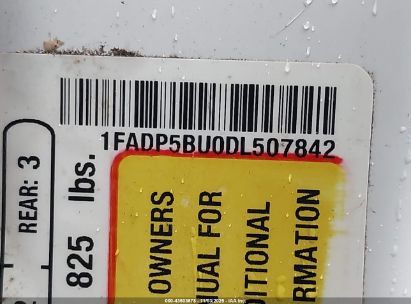 1FADP5BU0DL507842
REAR: 3
825 lbs.
OWNERS
UAL FOR
ITIONAL
RMATION